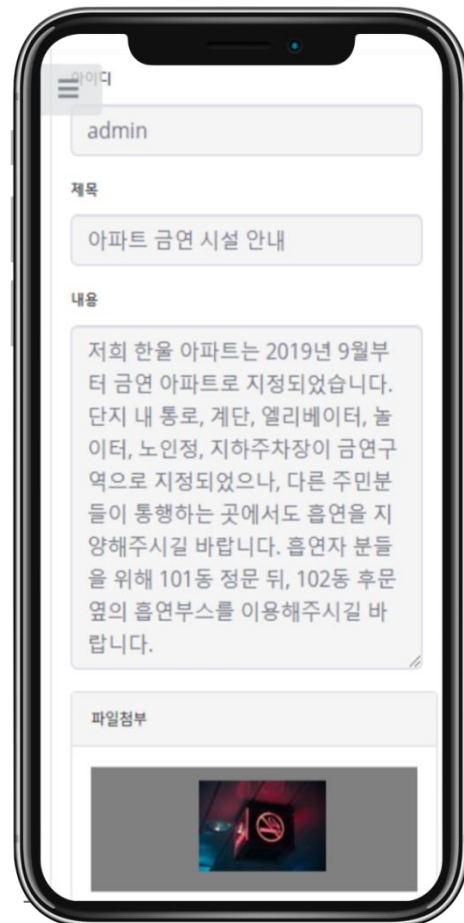 아이디
admin
제목
아파트 금연 시설 안내
내용
저희 한울 아파트는 2019년 9월부
터 금연 아파트로 지정되었습니다.
단지 내 통로, 계단, 엘리베이터, 놀
이터, 노인정, 지하주차장이 금연구
역으로 지정되었으나, 다른 주민분
들이 통행하는 곳에서도 흡연을 지
양해주시길 바랍니다. 흡연자 분들
을 위해 101동 정문 뒤, 102동 후문
옆의 흡연부스를 이용해주시길 바
랍니다.
파일첨부